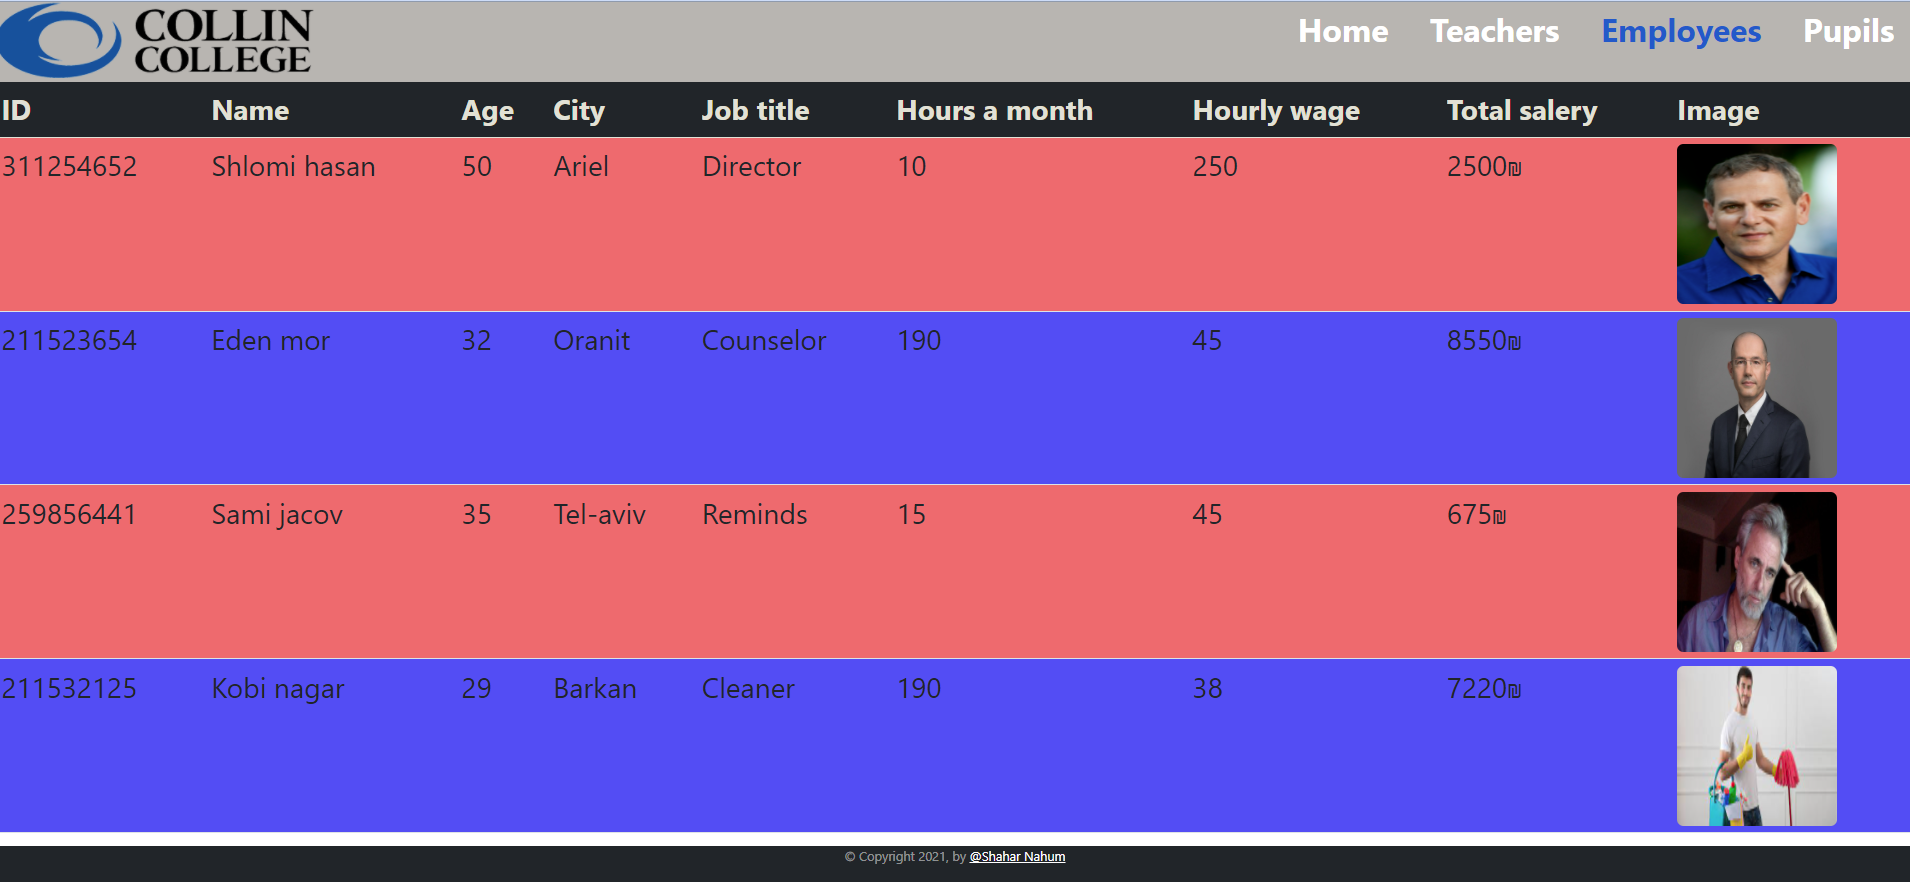 COLLIN
COLLEGE
Home Teachers Employees Pupils
ID Name Age City Job title Hours a month Hourly wage Total salery Image
311254652 Shlomi hasan 50 Ariel Director 10 250 2500₪
211523654 Eden mor 32 Oranit Counselor 190 45 8550₪
259856441 Sami jacov 35 Tel-aviv Reminds 15 45 675₪
211532125 Kobi nagar 29 Barkan Cleaner 190 38 7220₪
© Copyright 2021, by @Shahar Nahum